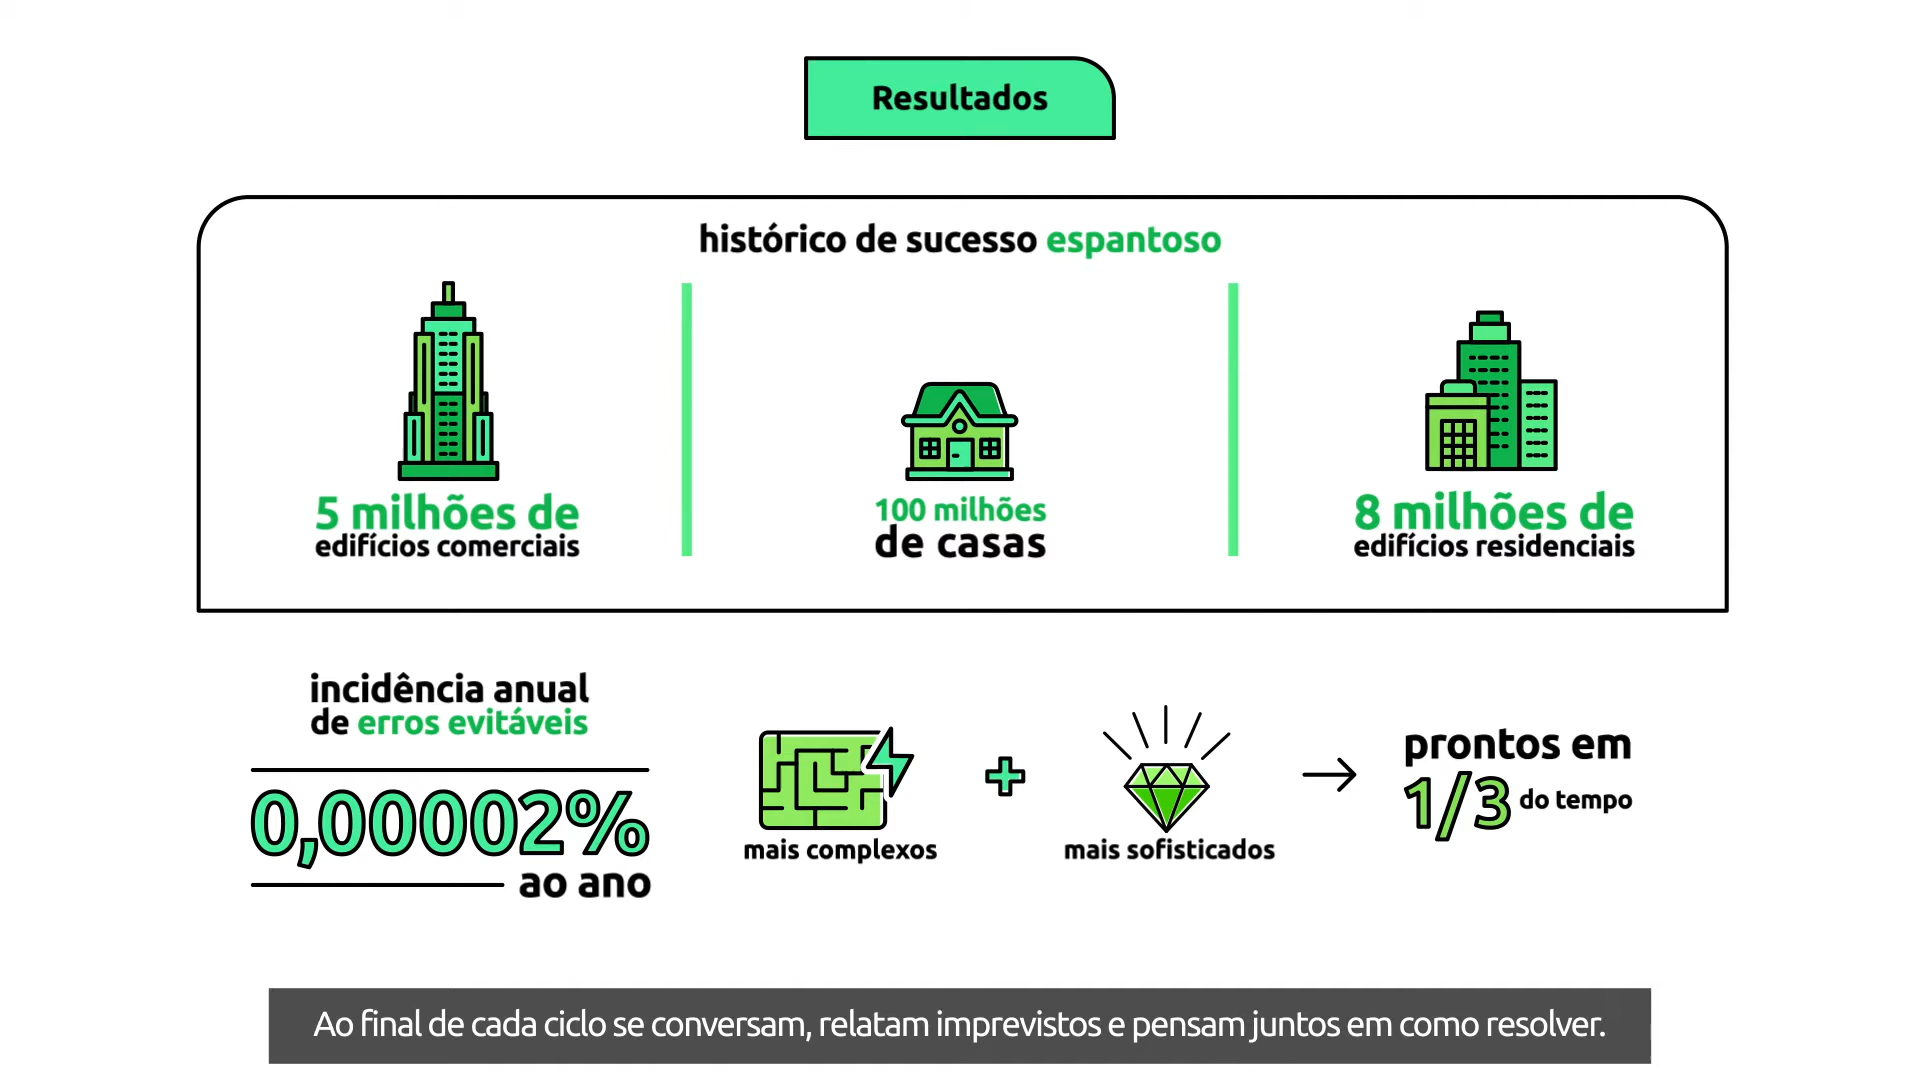 Resultados
histórico de sucesso espantoso
5 milhões de
edifícios comerciais
100 milhões
de casas
8 milhões de
edifícios residenciais
incidência anual
de erros evitáveis
0,00002%
ao ano
mais complexos
mais sofisticados
prontos em
1/3 do tempo
Ao final de cada ciclo se conversam, relatam imprevistos e pensam juntos em como resolver.